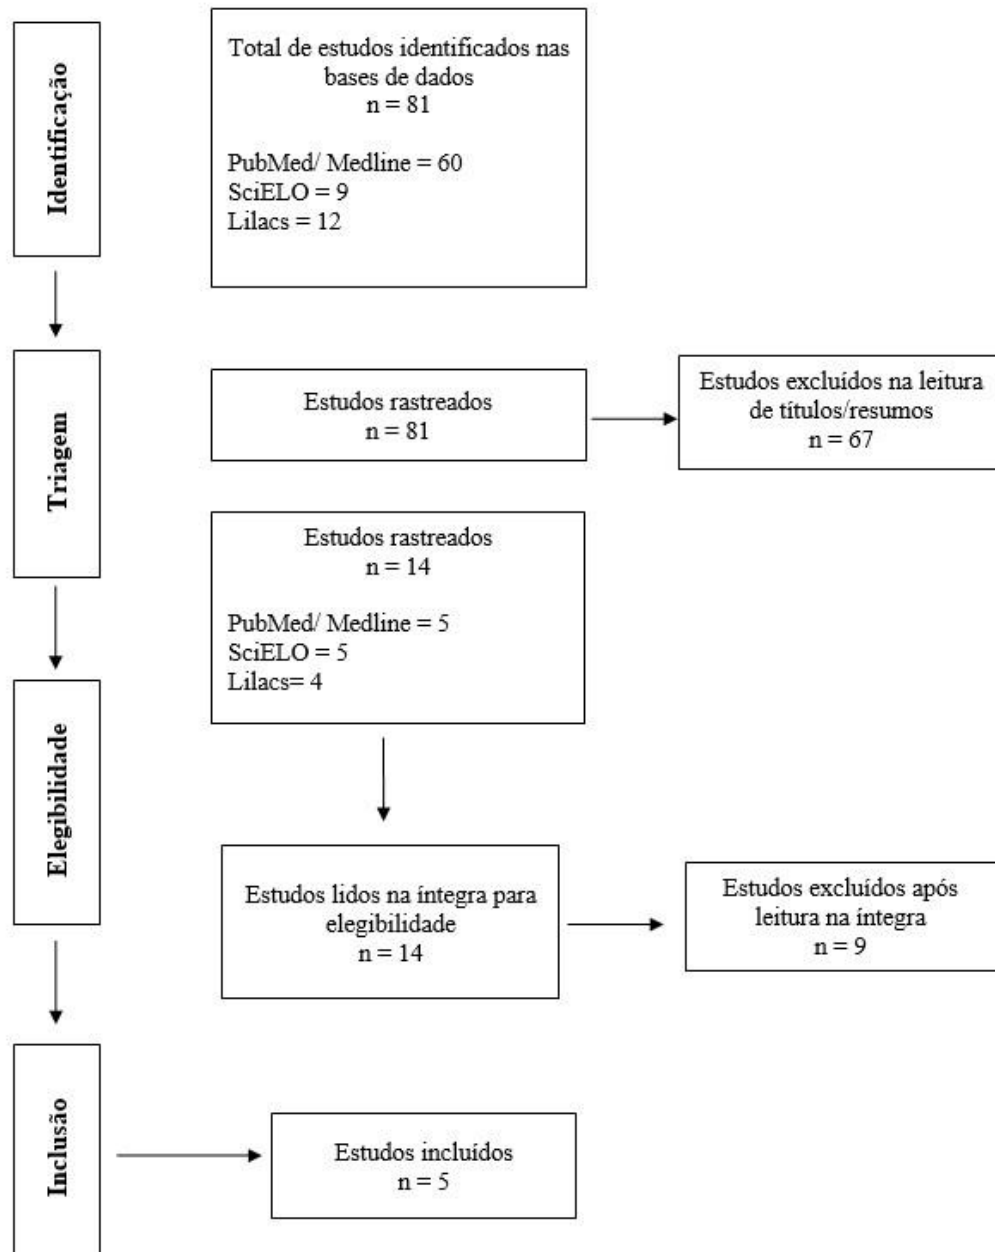 Identificação
Total de estudos identificados nas
bases de dados
n = 81
PubMed/ Medline = 60
SciELO = 9
Lilacs = 12
Triagem
Estudos rastreados
n = 81
Estudos excluídos na leitura
de títulos/resumos
n = 67
Estudos rastreados
n = 14
PubMed/ Medline = 5
SciELO = 5
Lilacs= 4
Elegibilidade
Estudos lidos na íntegra para
elegibilidade
n = 14
Estudos excluídos após
leitura na íntegra
n = 9
Inclusão
Estudos incluídos
n = 5